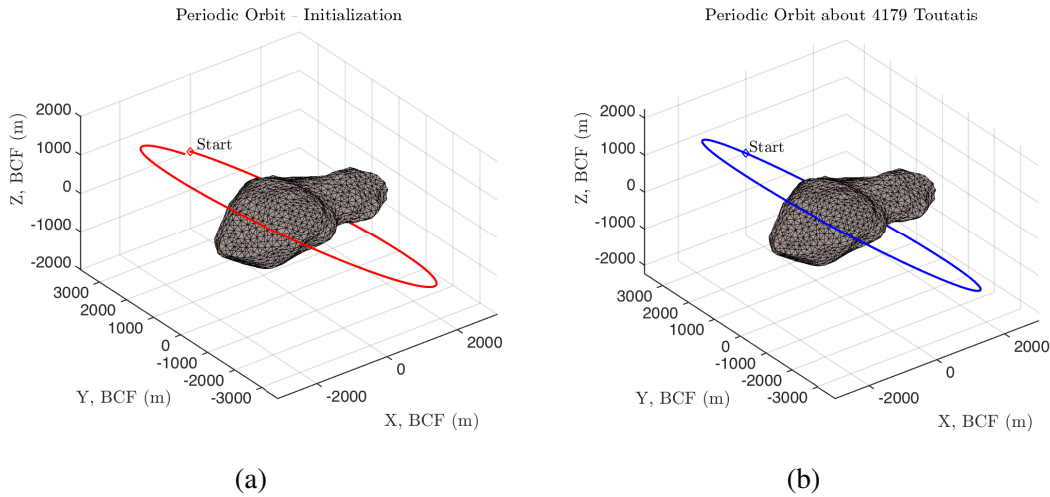 Periodic Orbit - Initialization
Start
2000
1000
0
-1000
-2000
Z, BCF (m)
3000
2000
1000
0
-1000
-2000
-3000
Y, BCF (m)
-2000
0
2000
X, BCF (m)
(a)
Periodic Orbit about 4179 Toutatis
Start
2000
1000
0
-1000
-2000
Z, BCF (m)
3000
2000
1000
0
-1000
-2000
-3000
Y, BCF (m)
-2000
0
2000
X, BCF (m)
(b)